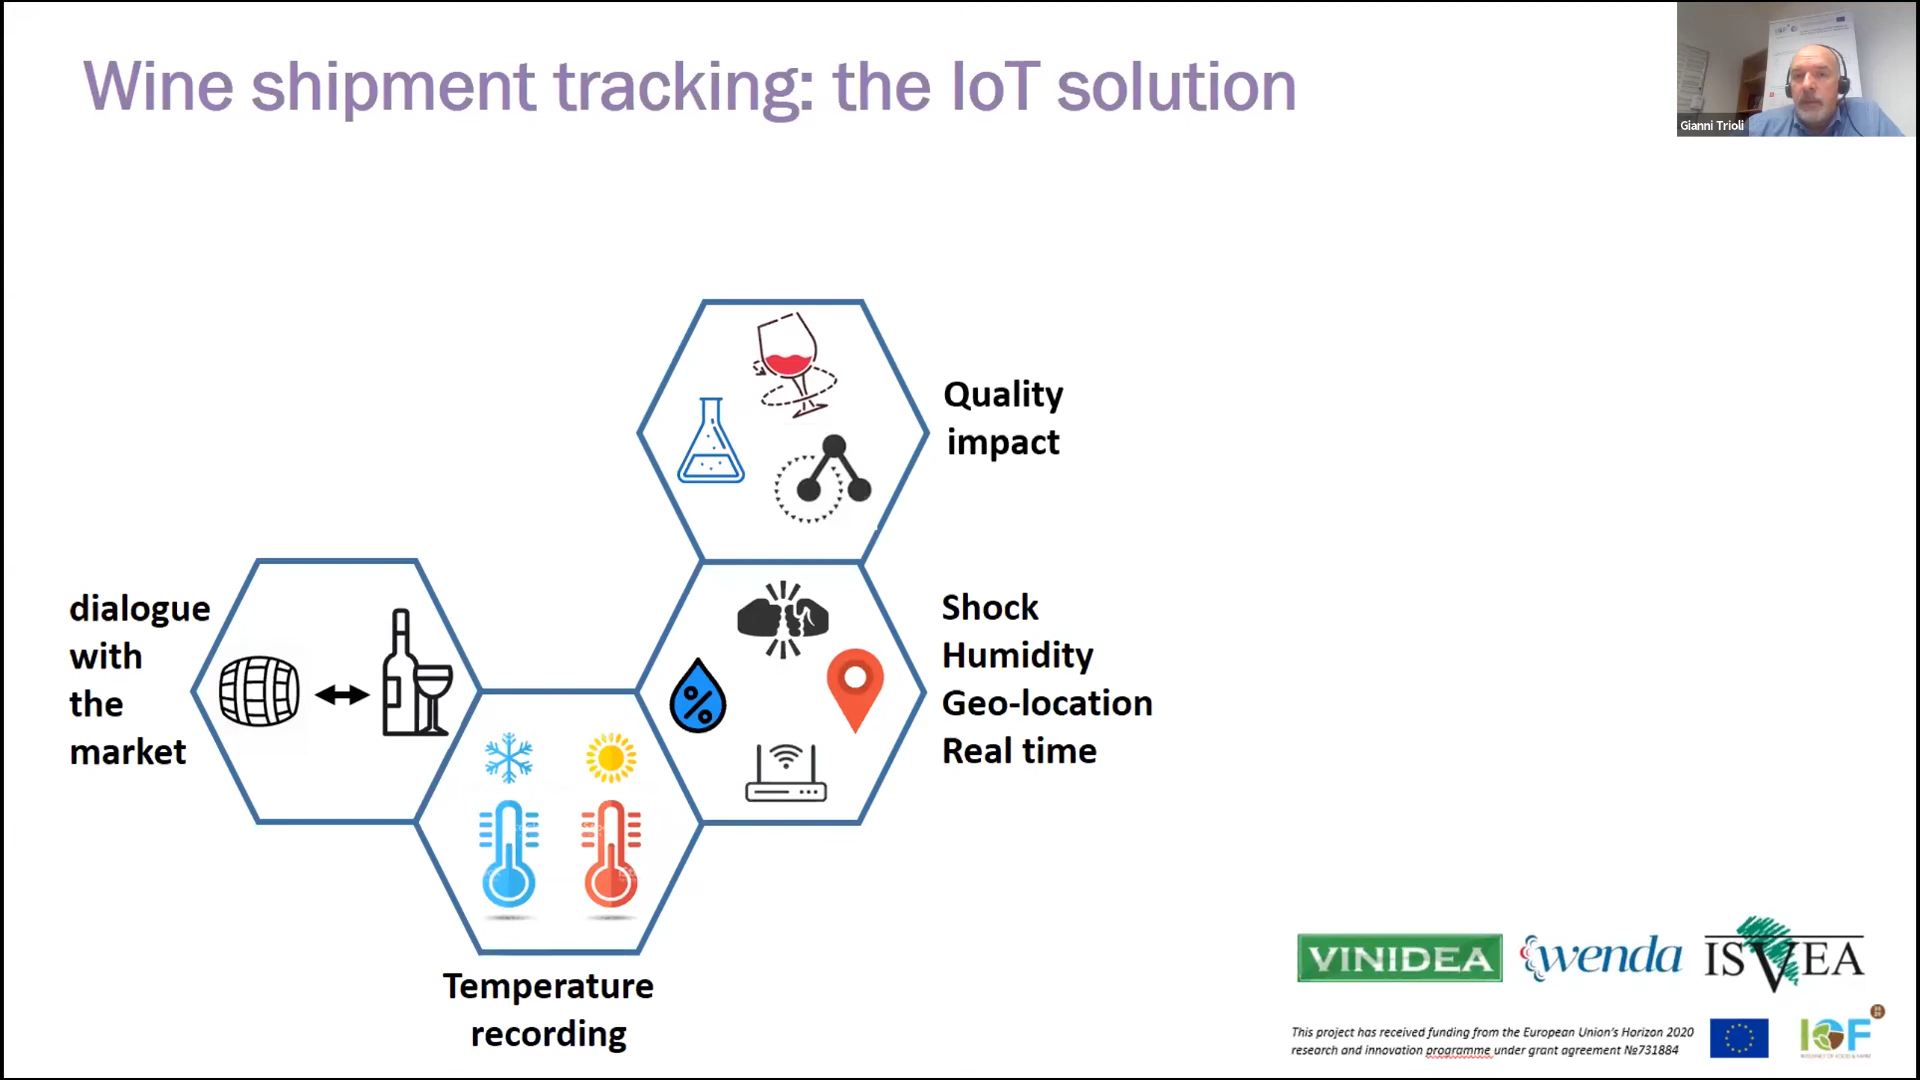 Wine shipment tracking: the IoT solution
Gianni Trioli
Quality
impact
dialogue
with
the
market
%
Shock
Humidity
Geo-location
Real time
Temperature
recording
VINIDEA
wenda
ISVEA
This project has received funding from the European Union's Horizon 2020
research and innovation programme under grant agreement №731884
IOF